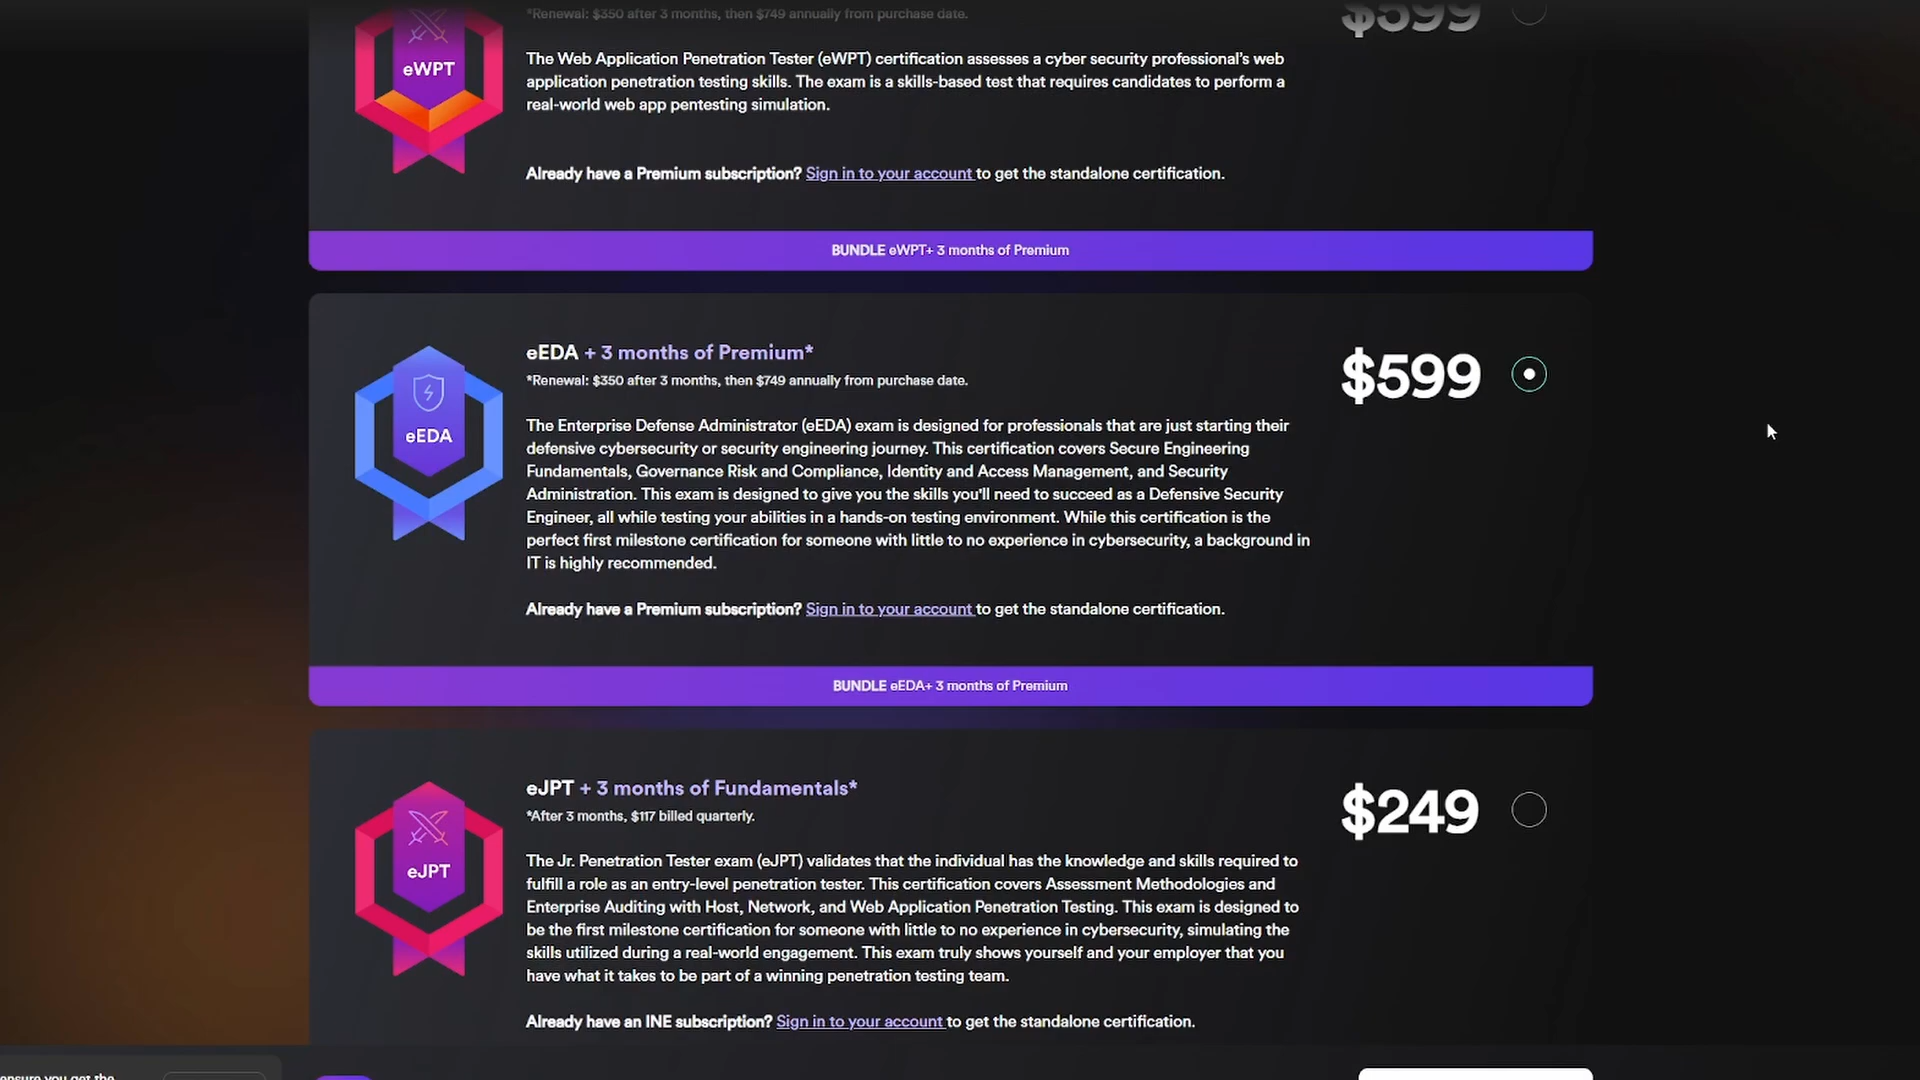 *Renewal: $350 after 3 months, then $749 annually from purchase date.
$599
eWPT
The Web Application Penetration Tester (eWPT) certification assesses a cyber security professional's web
application penetration testing skills. The exam is a skills-based test that requires candidates to perform a
real-world web app pentesting simulation.
Already have a Premium subscription? Sign in to your account to get the standalone certification.
BUNDLE eWPT+ 3 months of Premium
eEDA + 3 months of Premium*
*Renewal: $350 after 3 months, then $749 annually from purchase date.
$599
eEDA
The Enterprise Defense Administrator (eEDA) exam is designed for professionals that are just starting their
defensive cybersecurity or security engineering journey. This certification covers Secure Engineering
Fundamentals, Governance Risk and Compliance, Identity and Access Management, and Security
Administration. This exam is designed to give you the skills you'll need to succeed as a Defensive Security
Engineer, all while testing your abilities in a hands-on testing environment. While this certification is the
perfect first milestone certification for someone with little to no experience in cybersecurity, a background in
IT is highly recommended.
Already have a Premium subscription? Sign in to your account to get the standalone certification.
BUNDLE eEDA+ 3 months of Premium
eJPT + 3 months of Fundamentals*
*After 3 months, $117 billed quarterly.
$249
eJPT
The Jr. Penetration Tester exam (eJPT) validates that the individual has the knowledge and skills required to
fulfill a role as an entry-level penetration tester. This certification covers Assessment Methodologies and
Enterprise Auditing with Host, Network, and Web Application Penetration Testing. This exam is designed to
be the first milestone certification for someone with little to no experience in cybersecurity, simulating the
skills utilized during a real-world engagement. This exam truly shows yourself and your employer that you
have what it takes to be part of a winning penetration testing team.
Already have an INE subscription? Sign in to your account to get the standalone certification.
ensure you get the